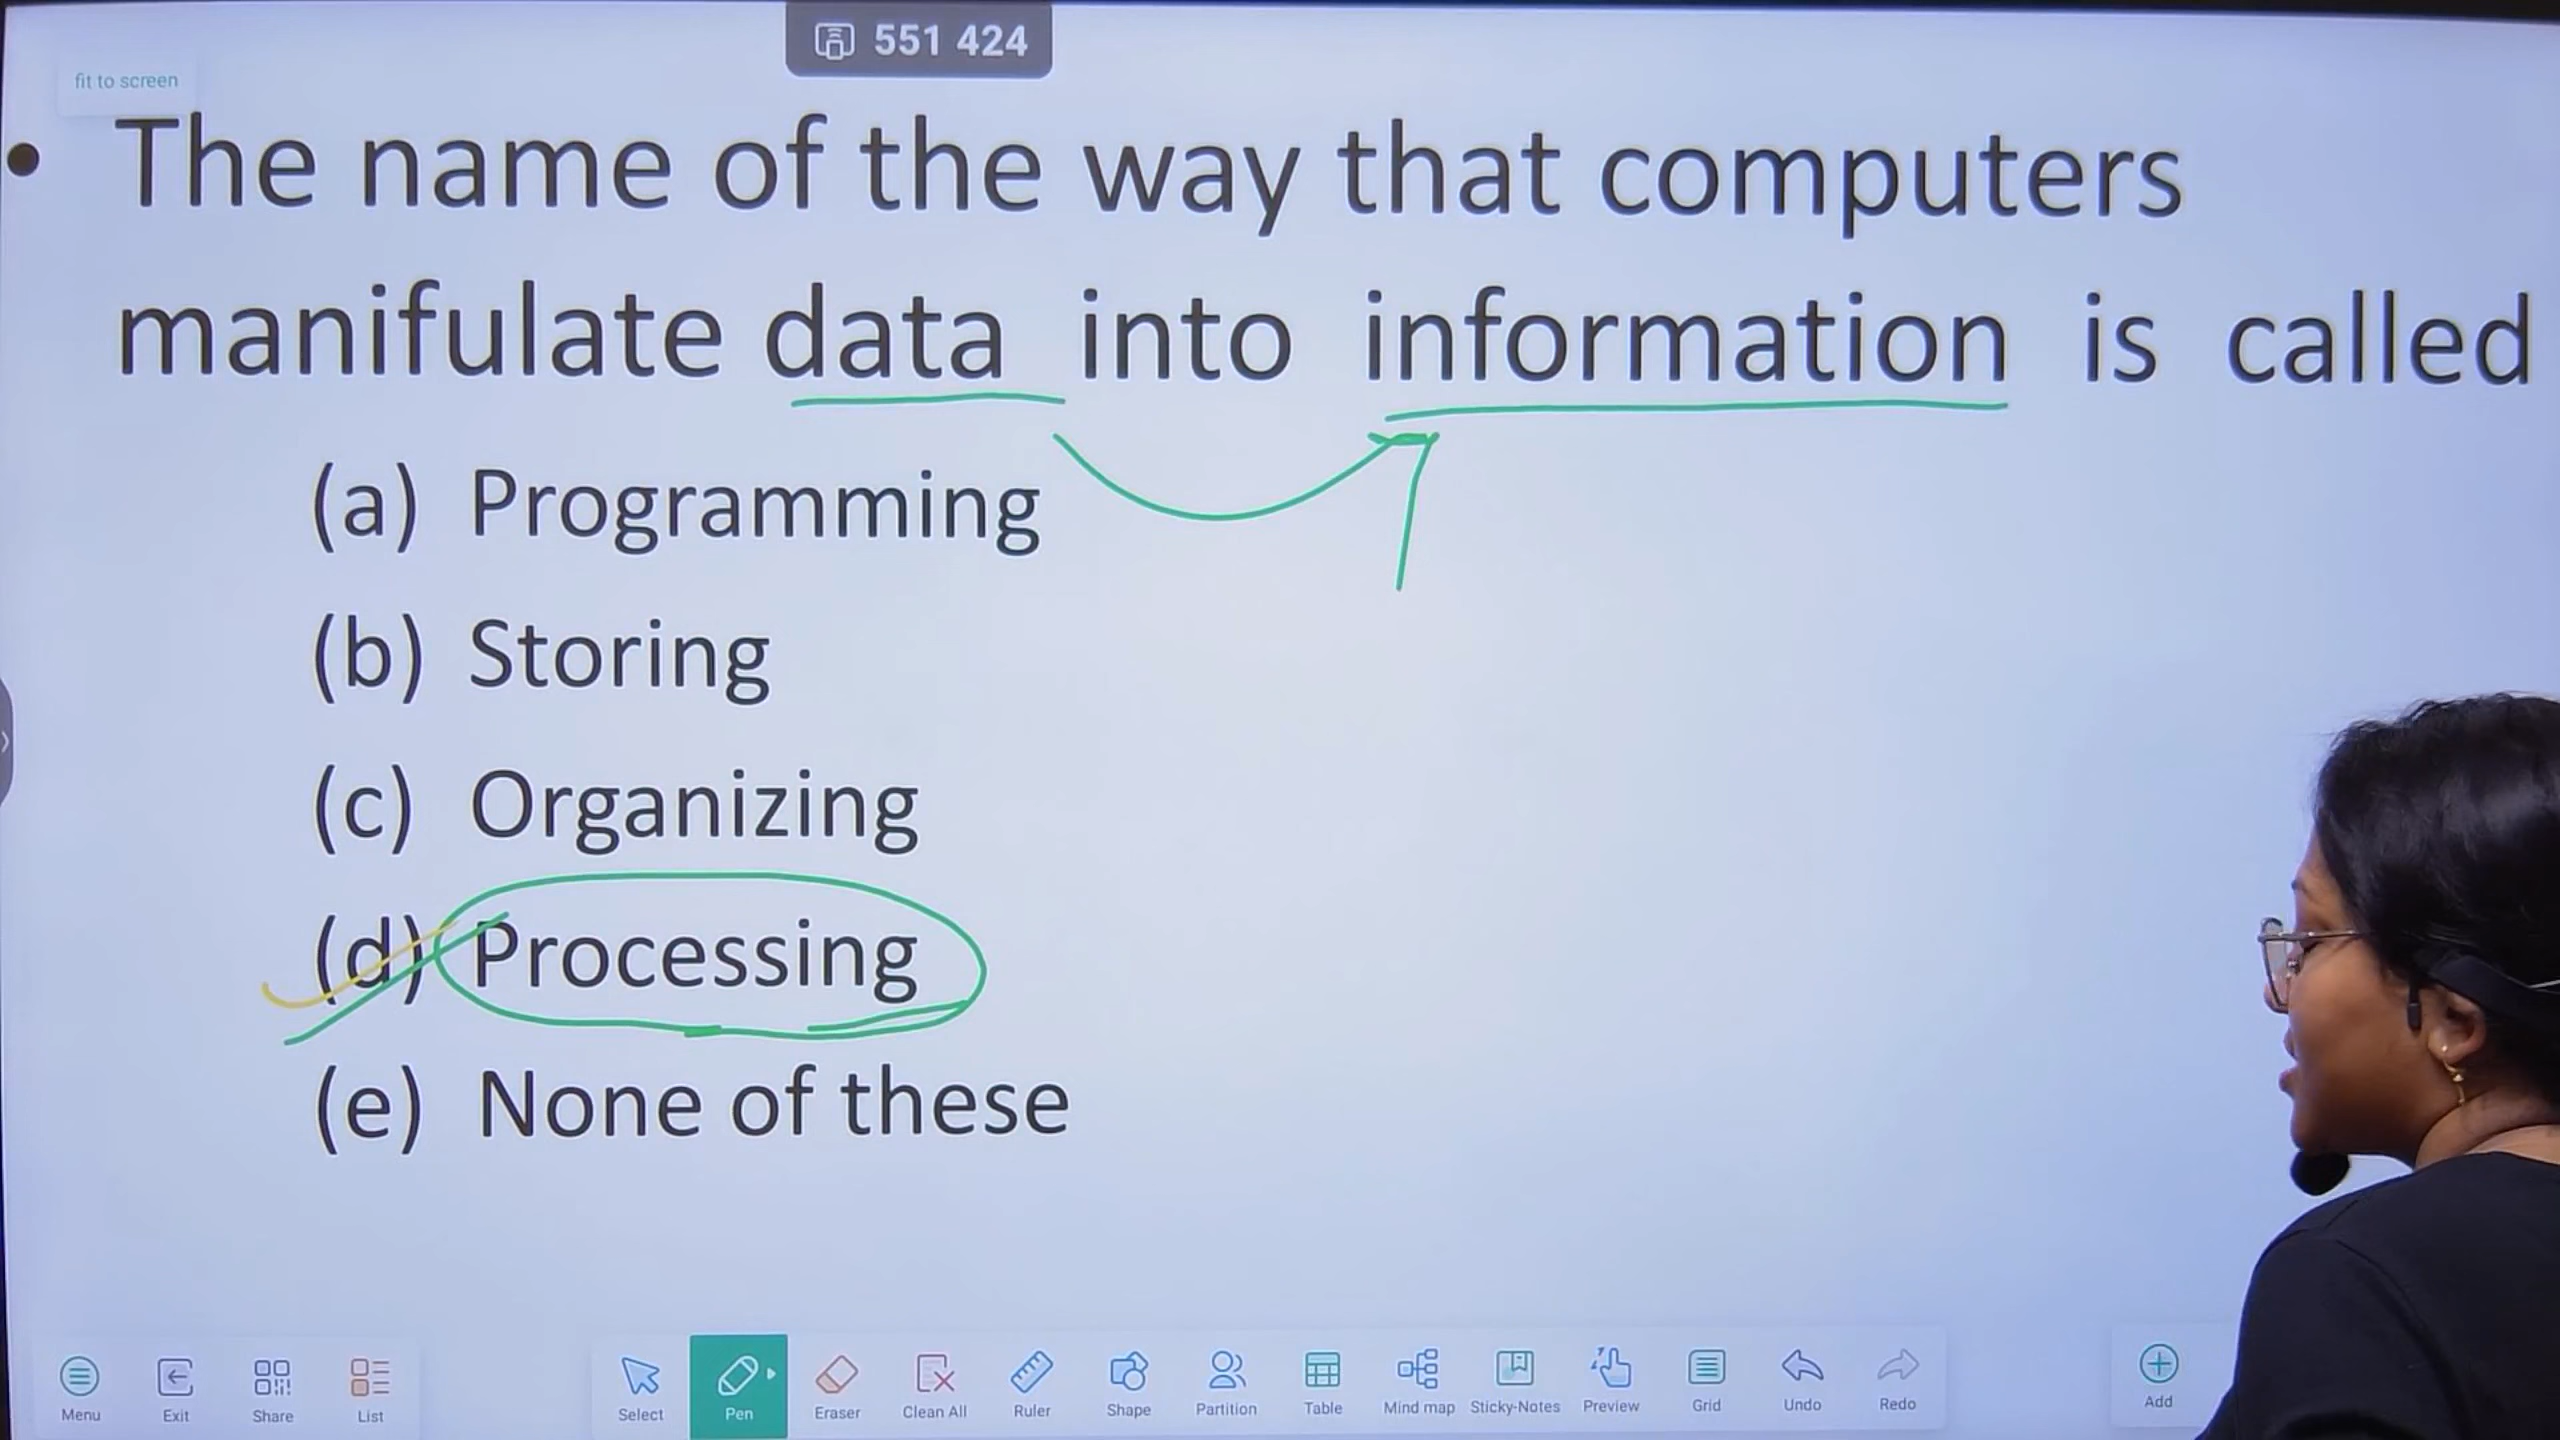 551 424
fit to screen
• The name of the way that computers
manifulate data into information is called
(a) Programming
(b) Storing
(c) Organizing
(d) Processing
(e) None of these
Menu Exit Share List Select Pen Eraser Clean All Ruler Shape Partition Table Mind map Sticky-Notes Preview Grid Undo Redo Add